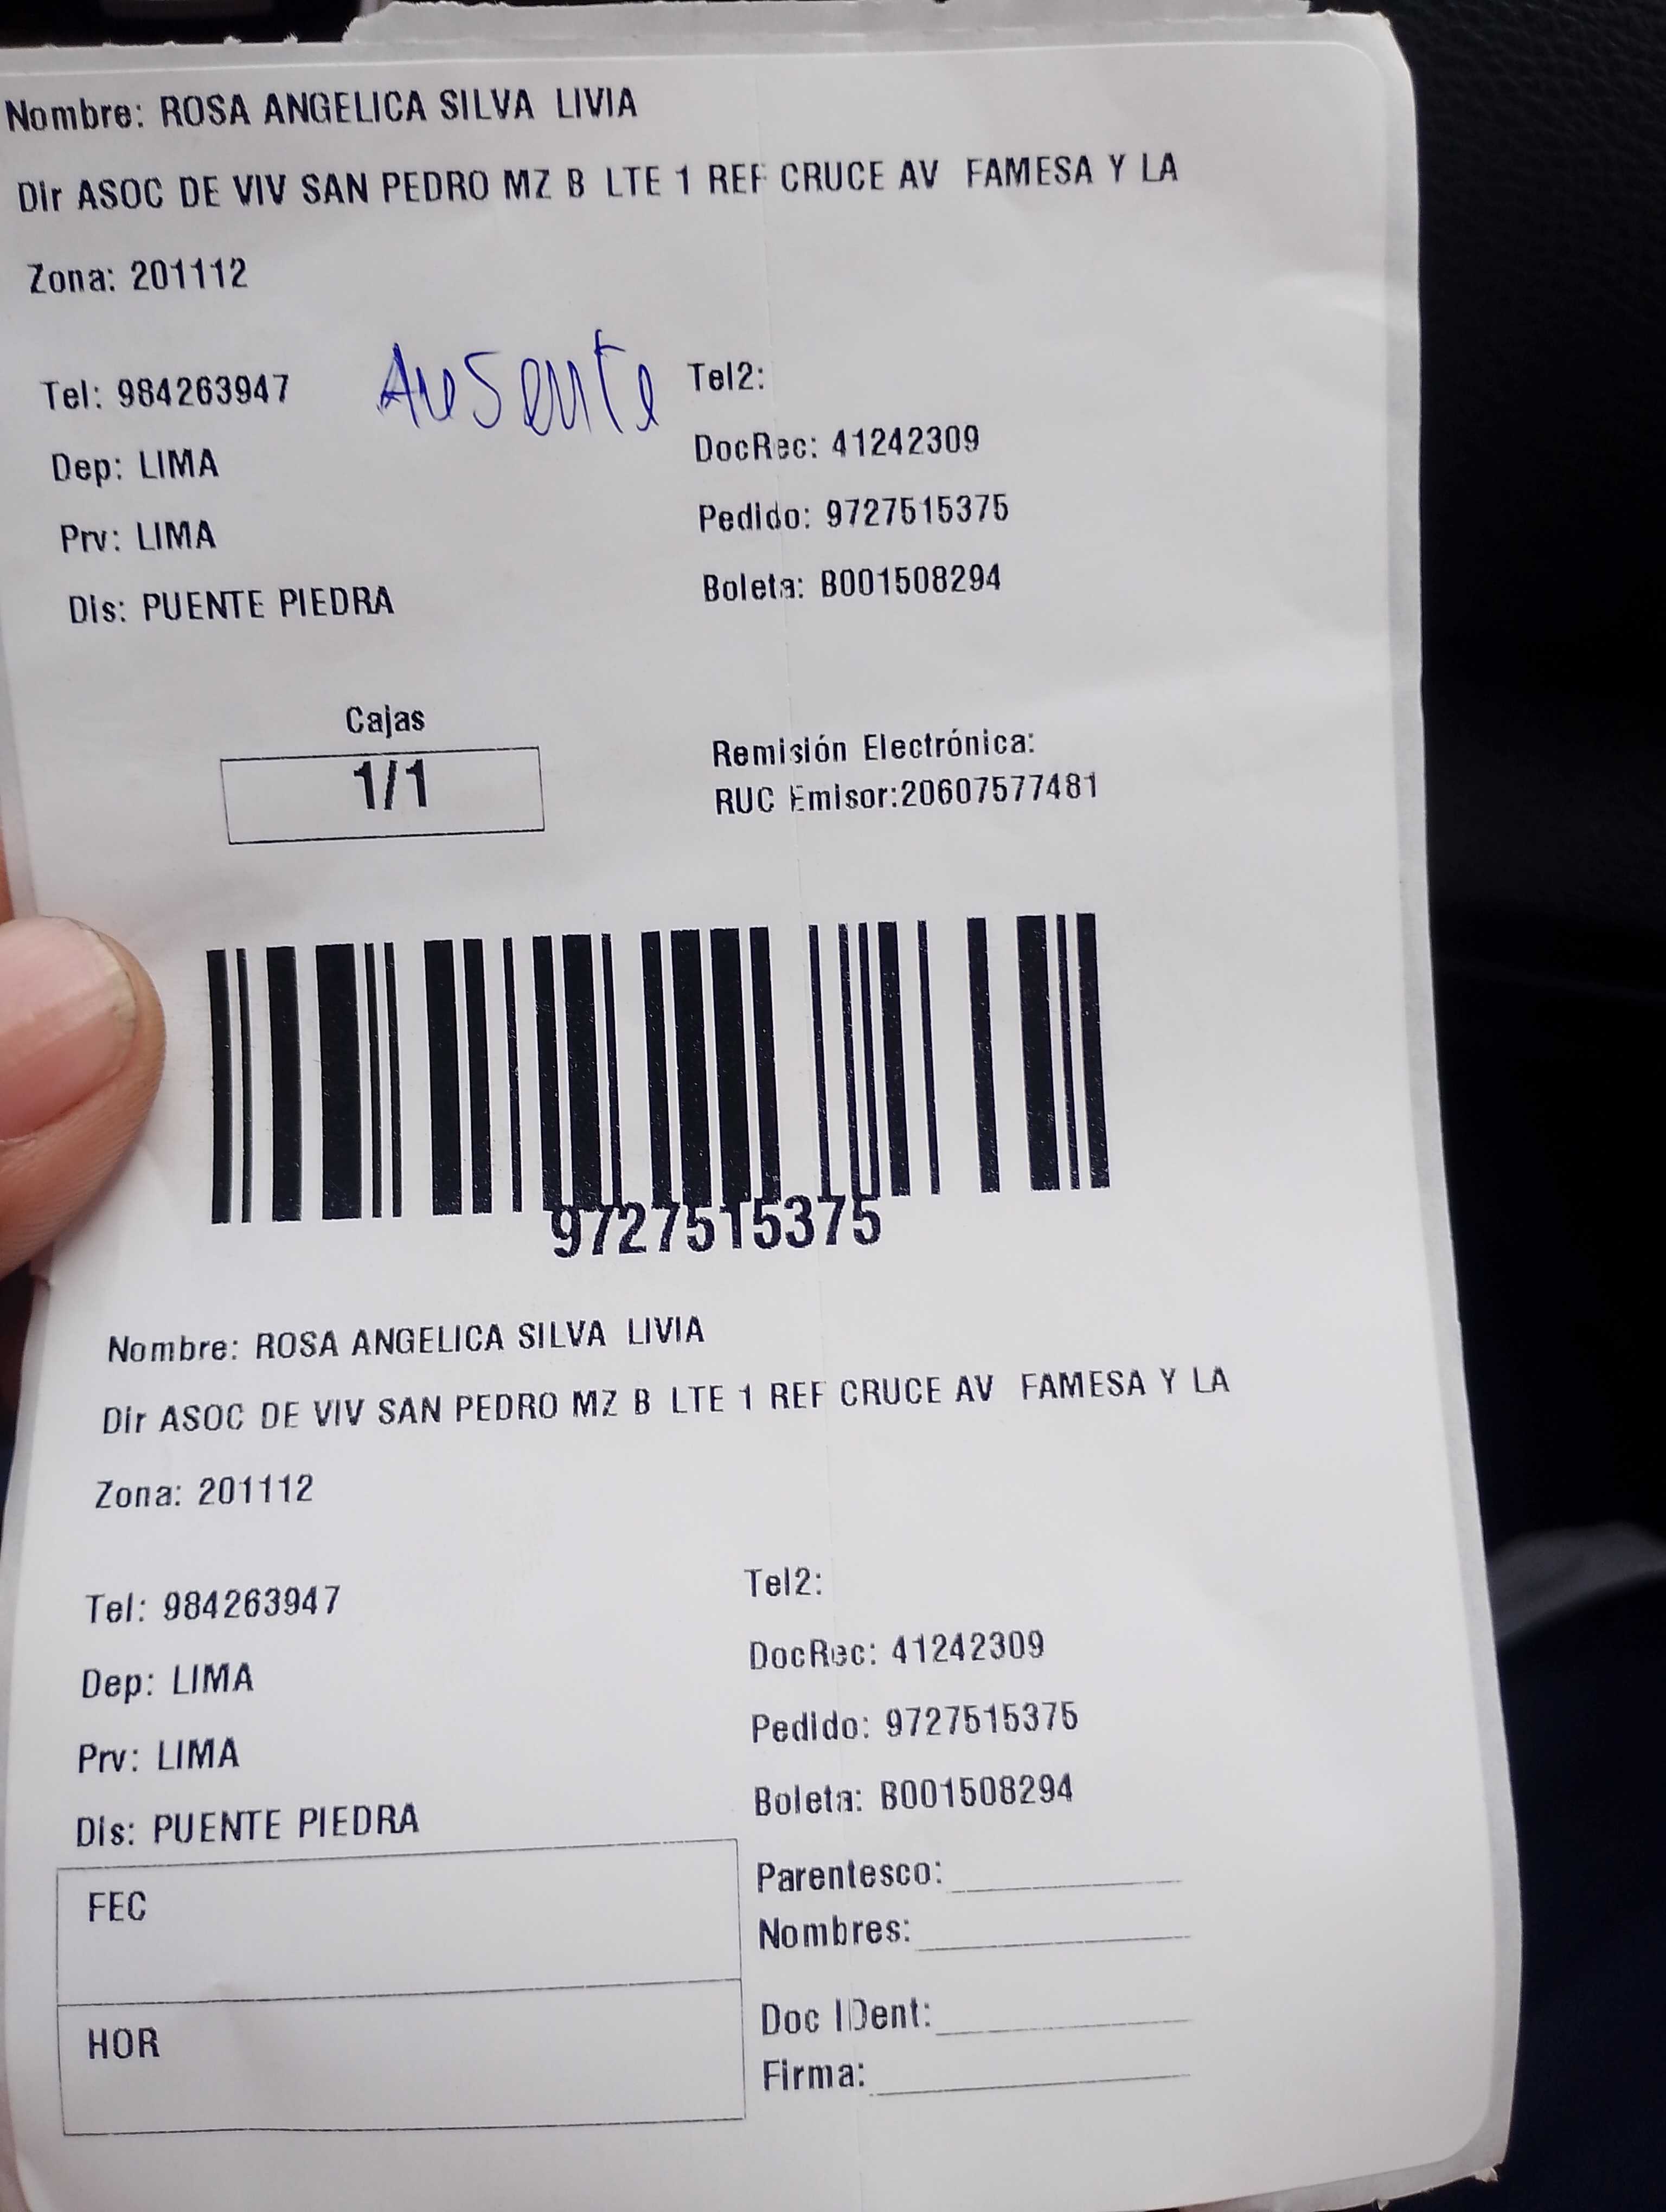 Nombre: ROSA ANGELICA SILVA LIVIA
Dir ASOC DE VIV SAN PEDRO MZ B LTE 1 REF CRUCE AV FAMESA Y LA
Zona: 201112
Ausente
Tel: 984263947 Tel2:
Dep: LIMA DocRec: 41242309
Prv: LIMA Pedido: 9727515375
Dis: PUENTE PIEDRA Boleta: B001508294
Cajas
1/1
Remisión Electrónica:
RUC Emisor:20607577481
9727515375
Nombre: ROSA ANGELICA SILVA LIVIA
Dir ASOC DE VIV SAN PEDRO MZ B LTE 1 REF CRUCE AV FAMESA Y LA
Zona: 201112
Tel: 984263947 Tel2:
Dep: LIMA DocRec: 41242309
Prv: LIMA Pedido: 9727515375
Dis: PUENTE PIEDRA Boleta: B001508294
FEC
HOR
Parentesco:
Nombres:
Doc IDent:
Firma: